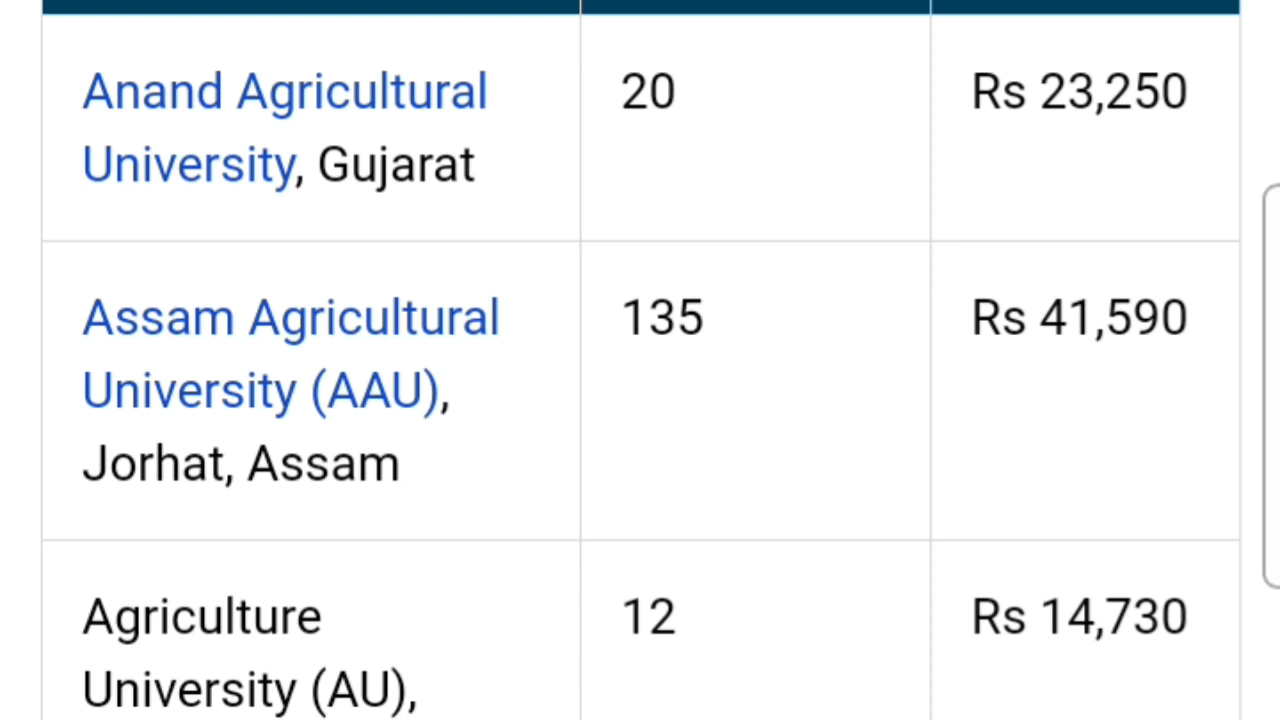 Anand Agricultural 20 Rs 23,250
University, Gujarat
Assam Agricultural 135 Rs 41,590
University (AAU),
Jorhat, Assam
Agriculture 12 Rs 14,730
University (AU),